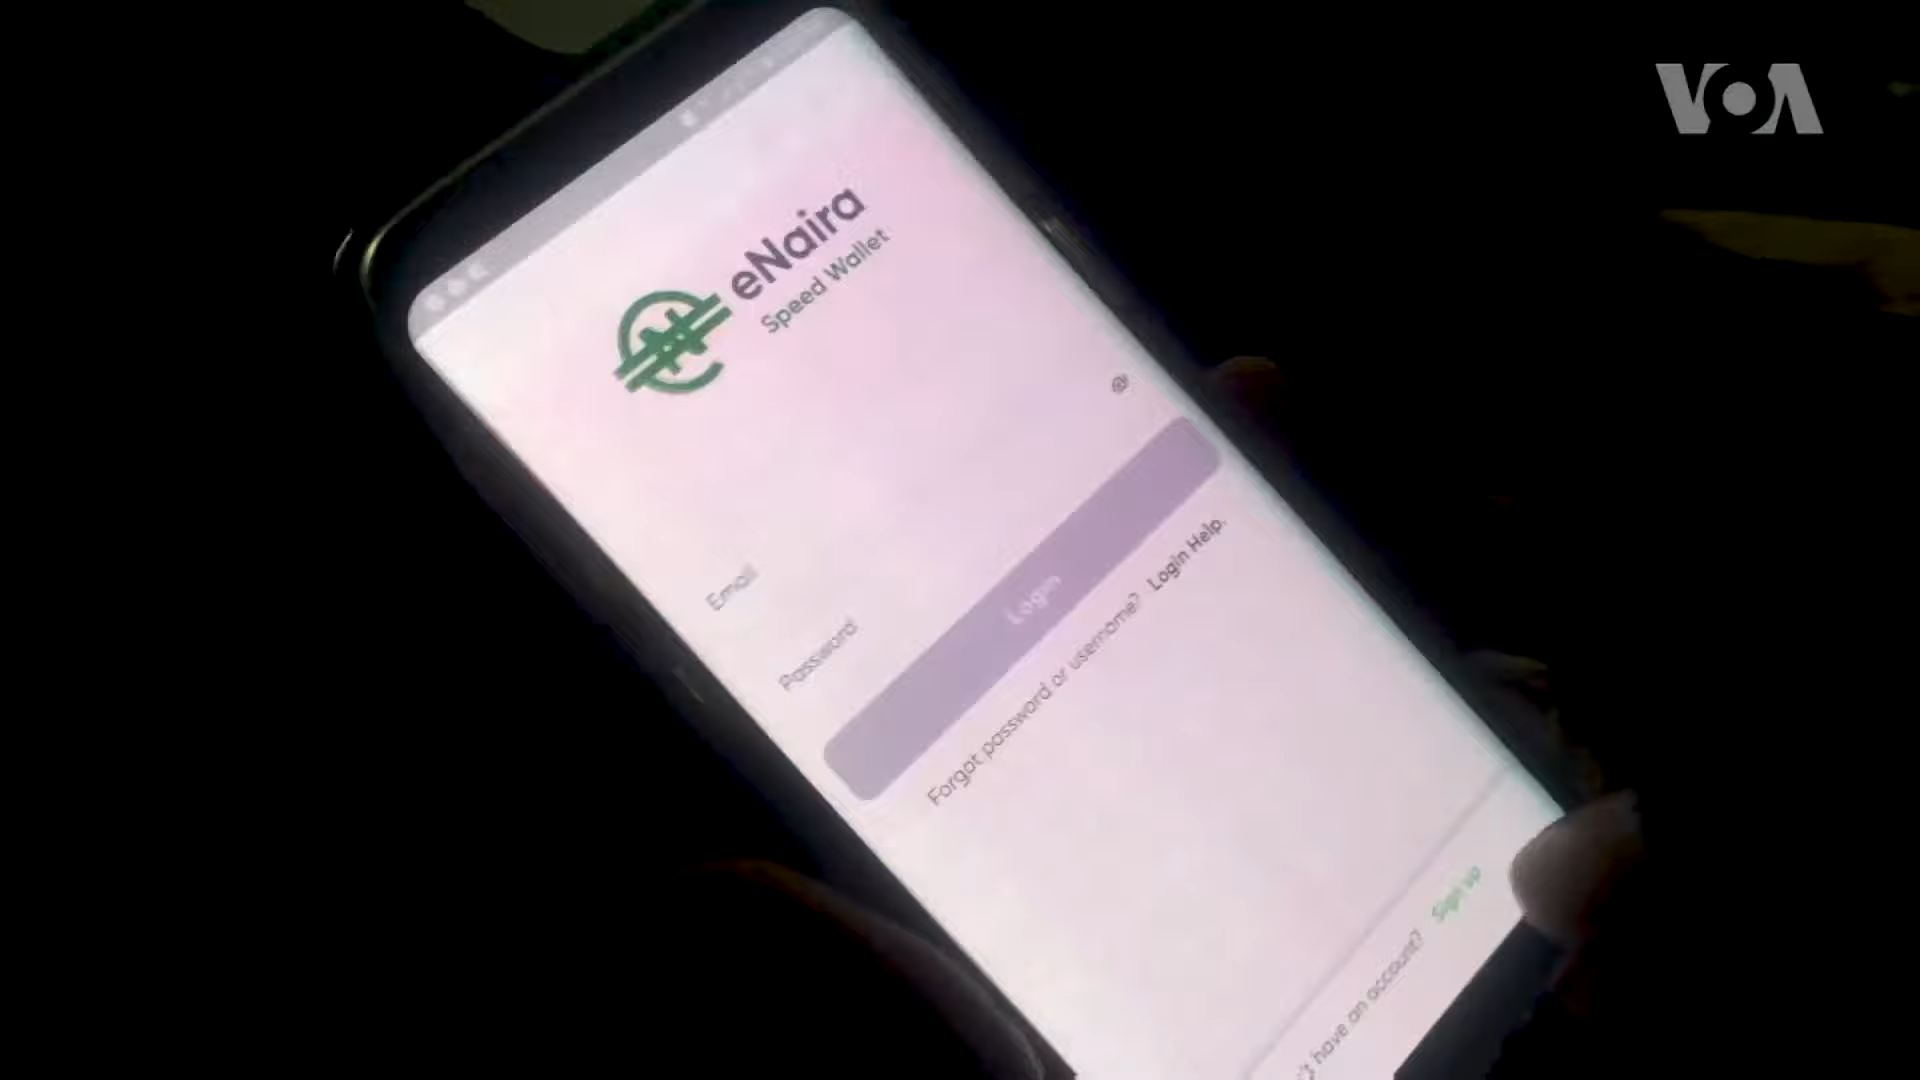 VOA
eNaira
Speed Wallet
@
Email
Password
Login
Forgot password or username? Login Help.
have an account? Sign up